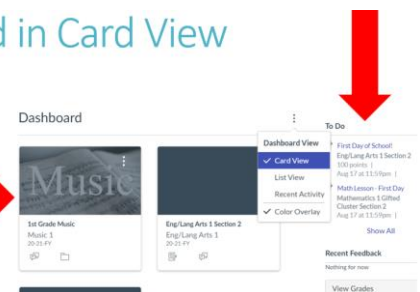 d in Card View
Dashboard
Music
1st Grade Music
Music 1
20-21-FY
Eng/Lang Arts 1 Section 2
Eng/Lang Arts 1
20-21-FY
Dashboard View
Card View
List View
Recent Activity
Color Overlay
To Do
First Day of School!
Eng/Lang Arts 1 Section 2
100 points |
Aug 17 at 11:59pm |
Math Lesson - First Day
Mathematics 1 Gifted
Cluster Section 2
Aug 17 at 11:59pm |
Show All
Recent Feedback
Nothing for now
View Grades